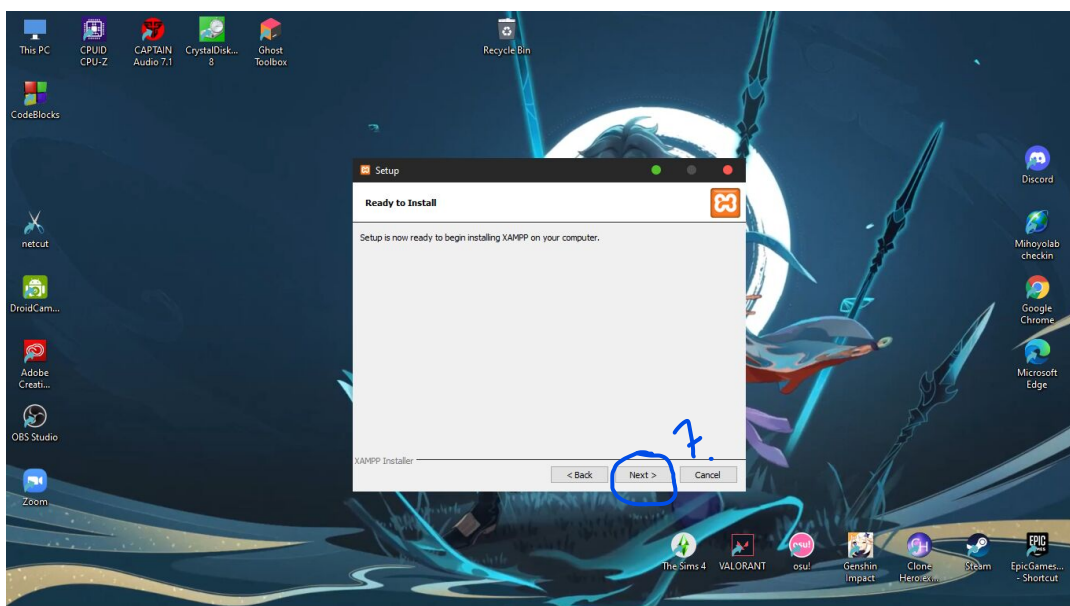 This PC
CPUID
CPU-Z
CAPTAIN
Audio 7.1
CrystalDisk...
8
Ghost
Toolbox
Recycle Bin
CodeBlocks
Discord
netcut
Mihoyolab
checkin
DroidCam...
Google
Chrome
Adobe
Creati...
Microsoft
Edge
OBS Studio
Zoom
Setup
Ready to Install
Setup is now ready to begin installing XAMPP on your computer.
7.
XAMPP Installer
< Back
Next >
Cancel
The Sims 4
VALORANT
osu!
osu!
Genshin
Impact
CH
Clone
Hero.ex...
Steam
EPIC
GAMES
EpicGames...
- Shortcut